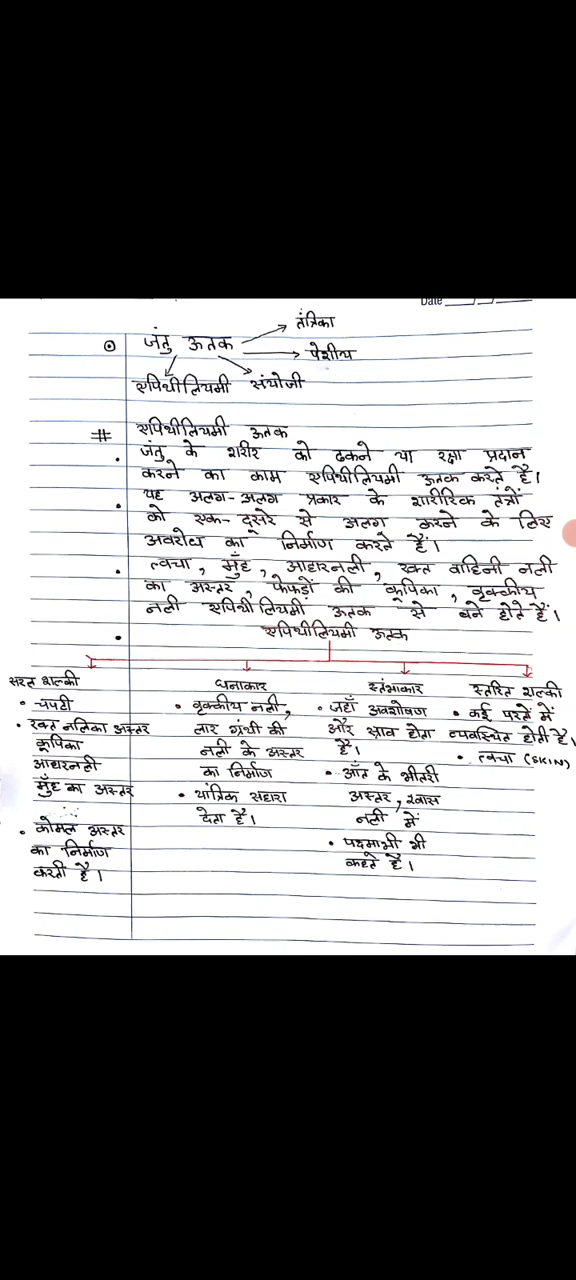 Date
तंत्रिका
जंतु ऊतक
पेशीय
एपिथीलियमी संयोजी
# एपिथीलियमी ऊतक
• जंतु के शरीर को ढकने या रक्षा प्रदान
करने का काम एपिथीलियमी ऊतक करते है।
• यह अलग-अलग प्रकार के शारीरिक तंत्रों
को एक-दूसरे से अलग करने के लिए
अवरोध का निर्माण करते हैं।
• त्वचा, मुँह, आहारनली, रक्त वाहिनी नली
का अस्तर, फेफड़ों की कूपिका, वृक्कीय
नली एपिथीलियमी ऊतक से बने होते हैं।
• एपिथीलियमी ऊतक
सरल शल्की
• चपटी
• रक्त नलिका अस्तर
कूपिका
आहारनली
मुँह का अस्तर
• कोमल अस्तर
का निर्माण
करती है।
घनाकार
• वृक्कीय नली,
लार ग्रंथी की
नली के अस्तर
का निर्माण
• यांत्रिक सहारा
देता है।
स्तंभाकार
• जहाँ अवशोषण
और स्राव होता
है।
• आँत के भीतरी
अस्तर, श्वास
नली में
• पक्ष्माभी भी
कहते है।
स्तरित शल्की
• कई परतें में
व्यवस्थित होती है।
• त्वचा (SKIN)